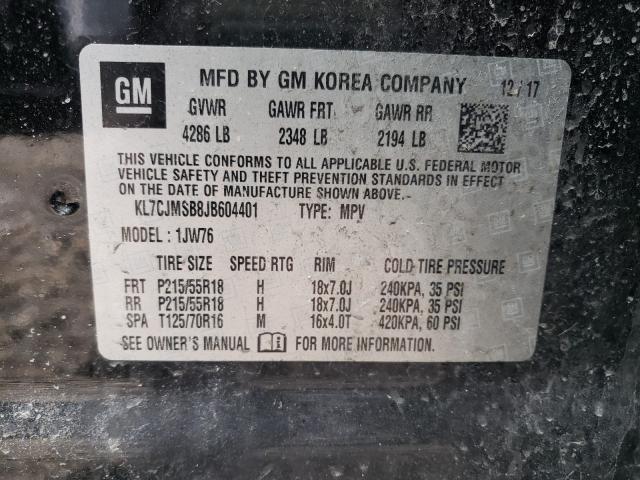 GM MFD BY GM KOREA COMPANY 12/17
GVWR GAWR FRT GAWR RR
4286 LB 2348 LB 2194 LB
THIS VEHICLE CONFORMS TO ALL APPLICABLE U.S. FEDERAL MOTOR
VEHICLE SAFETY AND THEFT PREVENTION STANDARDS IN EFFECT
ON THE DATE OF MANUFACTURE SHOWN ABOVE.
KL7CJMSB8JB604401 TYPE: MPV
MODEL: 1JW76
TIRE SIZE SPEED RTG RIM COLD TIRE PRESSURE
FRT P215/55R18 H 18x7.0J 240KPA, 35 PSI
RR P215/55R18 H 18x7.0J 240KPA, 35 PSI
SPA T125/70R16 M 16x4.0T 420KPA, 60 PSI
SEE OWNER'S MANUAL FOR MORE INFORMATION.